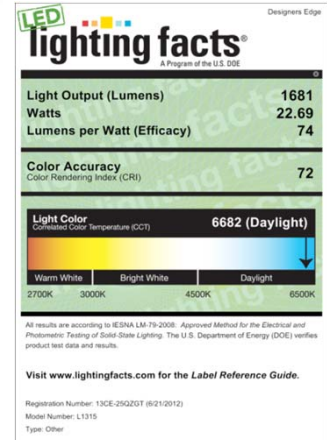 Designers Edge
LED
lighting facts®
A Program of the U.S. DOE
Light Output (Lumens) 1681
Watts 22.69
Lumens per Watt (Efficacy) 74
Color Accuracy
Color Rendering Index (CRI) 72
Light Color
Correlated Color Temperature (CCT) 6682 (Daylight)
Warm White Bright White Daylight
2700K 3000K 4500K 6500K
All results are according to IESNA LM-79-2008: Approved Method for the Electrical and
Photometric Testing of Solid-State Lighting. The U.S. Department of Energy (DOE) verifies
product test data and results.
Visit www.lightingfacts.com for the Label Reference Guide.
Registration Number: 13CE-25QZGT (6/21/2012)
Model Number: L1315
Type: Other